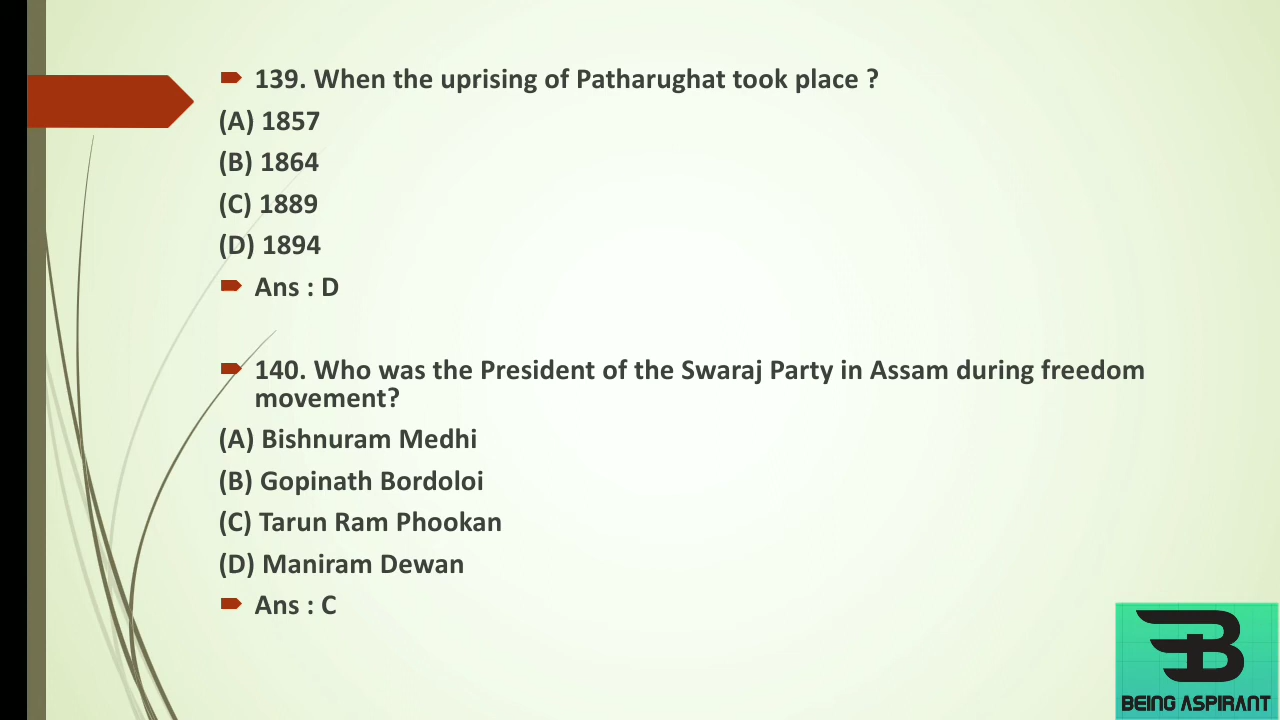 139. When the uprising of Patharughat took place ?
(A) 1857
(B) 1864
(C) 1889
(D) 1894
Ans : D
140. Who was the President of the Swaraj Party in Assam during freedom
movement?
(A) Bishnuram Medhi
(B) Gopinath Bordoloi
(C) Tarun Ram Phookan
(D) Maniram Dewan
Ans : C
BEING ASPIRANT